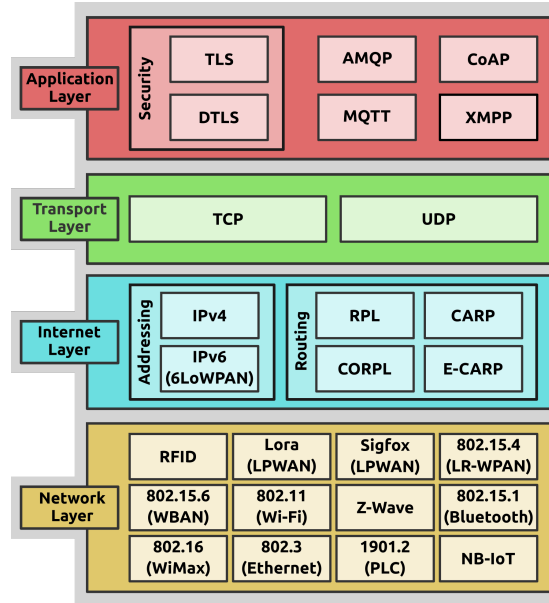 Application
Layer
Security
TLS
DTLS
AMQP
CoAP
MQTT
XMPP
Transport
Layer
TCP
UDP
Internet
Layer
Addressing
IPv4
IPv6
(6LoWPAN)
Routing
RPL
CARP
CORPL
E-CARP
Network
Layer
RFID
Lora
(LPWAN)
Sigfox
(LPWAN)
802.15.4
(LR-WPAN)
802.15.6
(WBAN)
802.11
(Wi-Fi)
Z-Wave
802.15.1
(Bluetooth)
802.16
(WiMax)
802.3
(Ethernet)
1901.2
(PLC)
NB-IoT